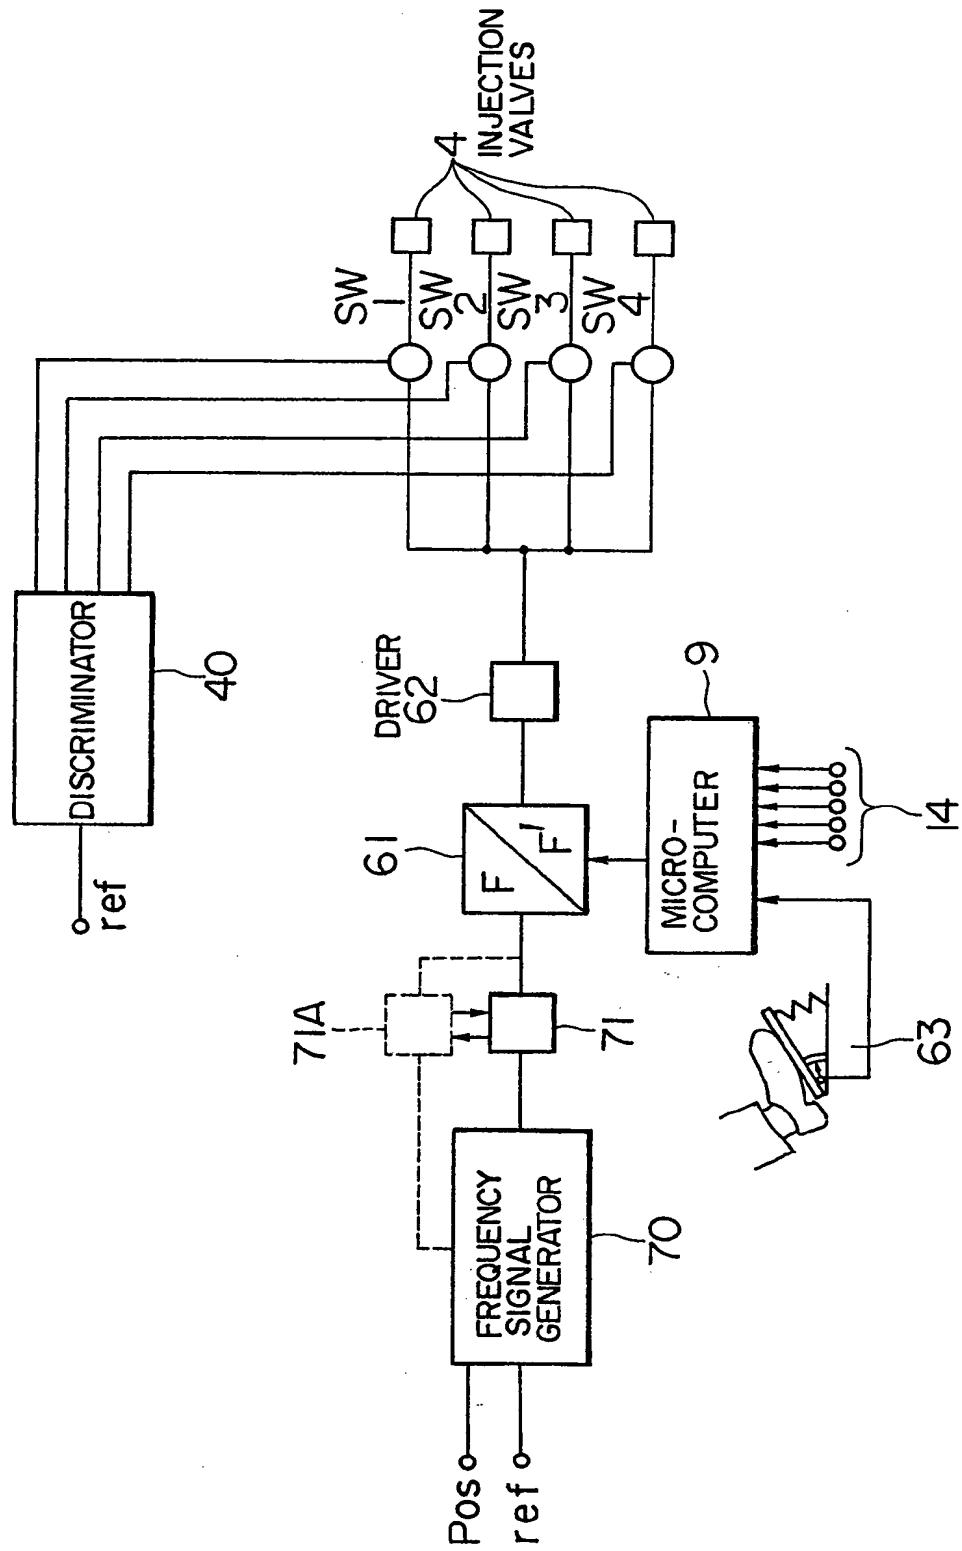 ref
DISCRIMINATOR
40
SW
1
SW
2
SW
3
SW
4
4
INJECTION
VALVES
71A
61
DRIVER
62
Pos
ref
FREQUENCY
SIGNAL
GENERATOR
70
71
F
F'
MICRO-
COMPUTER
9
63
14